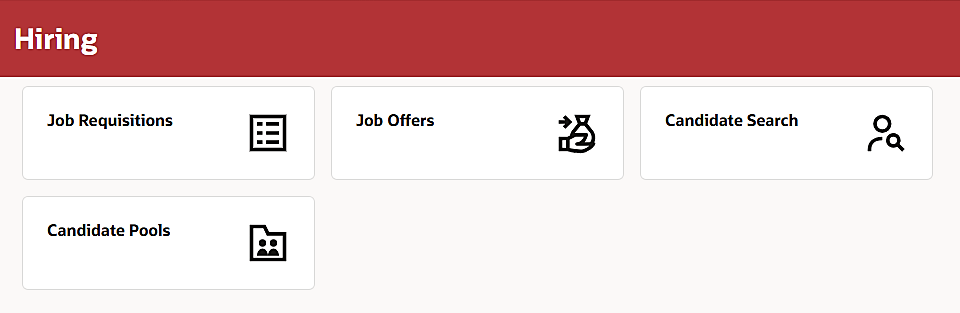 Hiring
Job Requisitions
Job Offers
Candidate Search
Candidate Pools